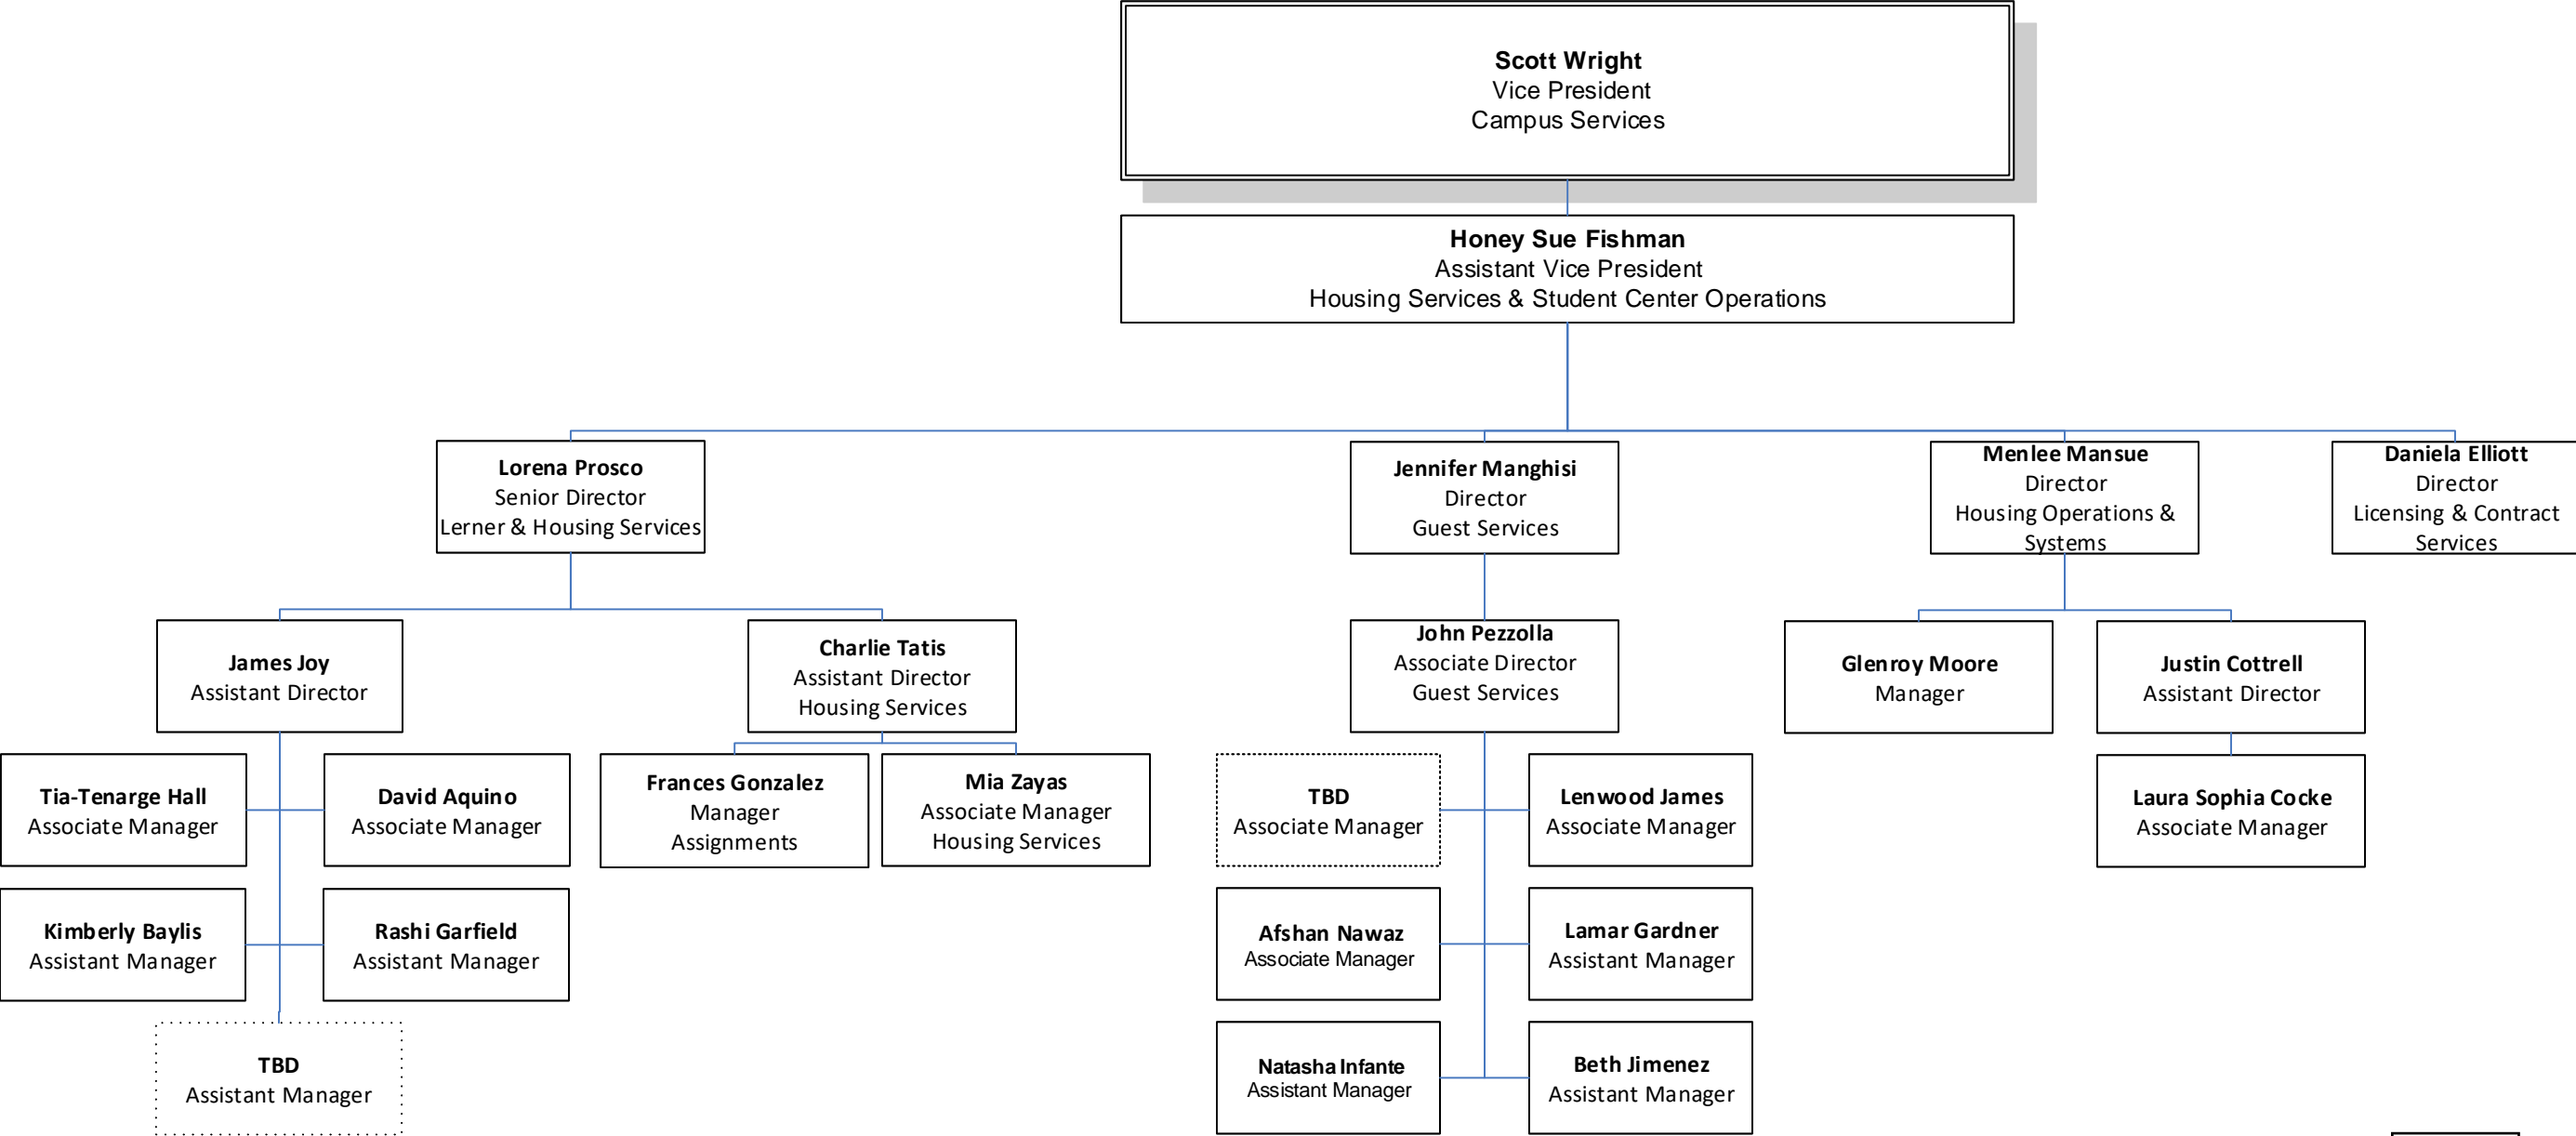 Scott Wright
Vice President
Campus Services
Honey Sue Fishman
Assistant Vice President
Housing Services & Student Center Operations
Lorena Prosco
Senior Director
Lerner & Housing Services
Jennifer Manghisi
Director
Guest Services
Menlee Mansue
Director
Housing Operations &
Systems
Daniela Elliott
Director
Licensing & Contract
Services
James Joy
Assistant Director
Charlie Tatis
Assistant Director
Housing Services
John Pezzolla
Associate Director
Guest Services
Glenroy Moore
Manager
Justin Cottrell
Assistant Director
Tia-Tenarge Hall
Associate Manager
David Aquino
Associate Manager
Frances Gonzalez
Manager
Assignments
Mia Zayas
Associate Manager
Housing Services
TBD
Associate Manager
Lenwood James
Associate Manager
Laura Sophia Cocke
Associate Manager
Kimberly Baylis
Assistant Manager
Rashi Garfield
Assistant Manager
Afshan Nawaz
Associate Manager
Lamar Gardner
Assistant Manager
TBD
Assistant Manager
Natasha Infante
Assistant Manager
Beth Jimenez
Assistant Manager